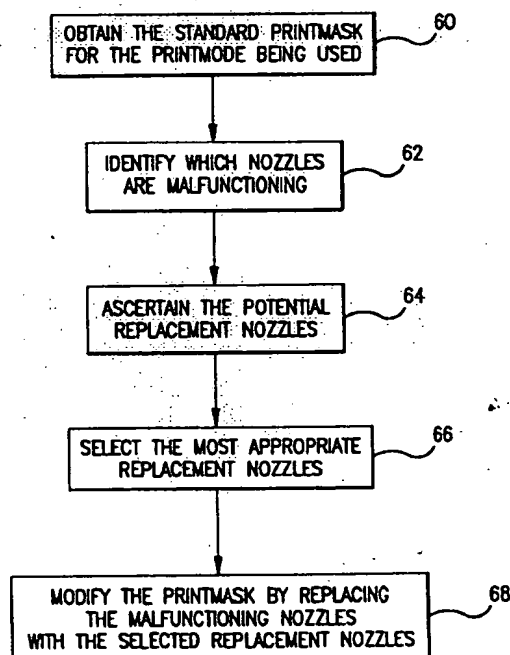 OBTAIN THE STANDARD PRINTMASK
FOR THE PRINTMODE BEING USED
60
IDENTIFY WHICH NOZZLES
ARE MALFUNCTIONING
62
ASCERTAIN THE POTENTIAL
REPLACEMENT NOZZLES
64
SELECT THE MOST APPROPRIATE
REPLACEMENT NOZZLES
66
MODIFY THE PRINTMASK BY REPLACING
THE MALFUNCTIONING NOZZLES
WITH THE SELECTED REPLACEMENT NOZZLES
68